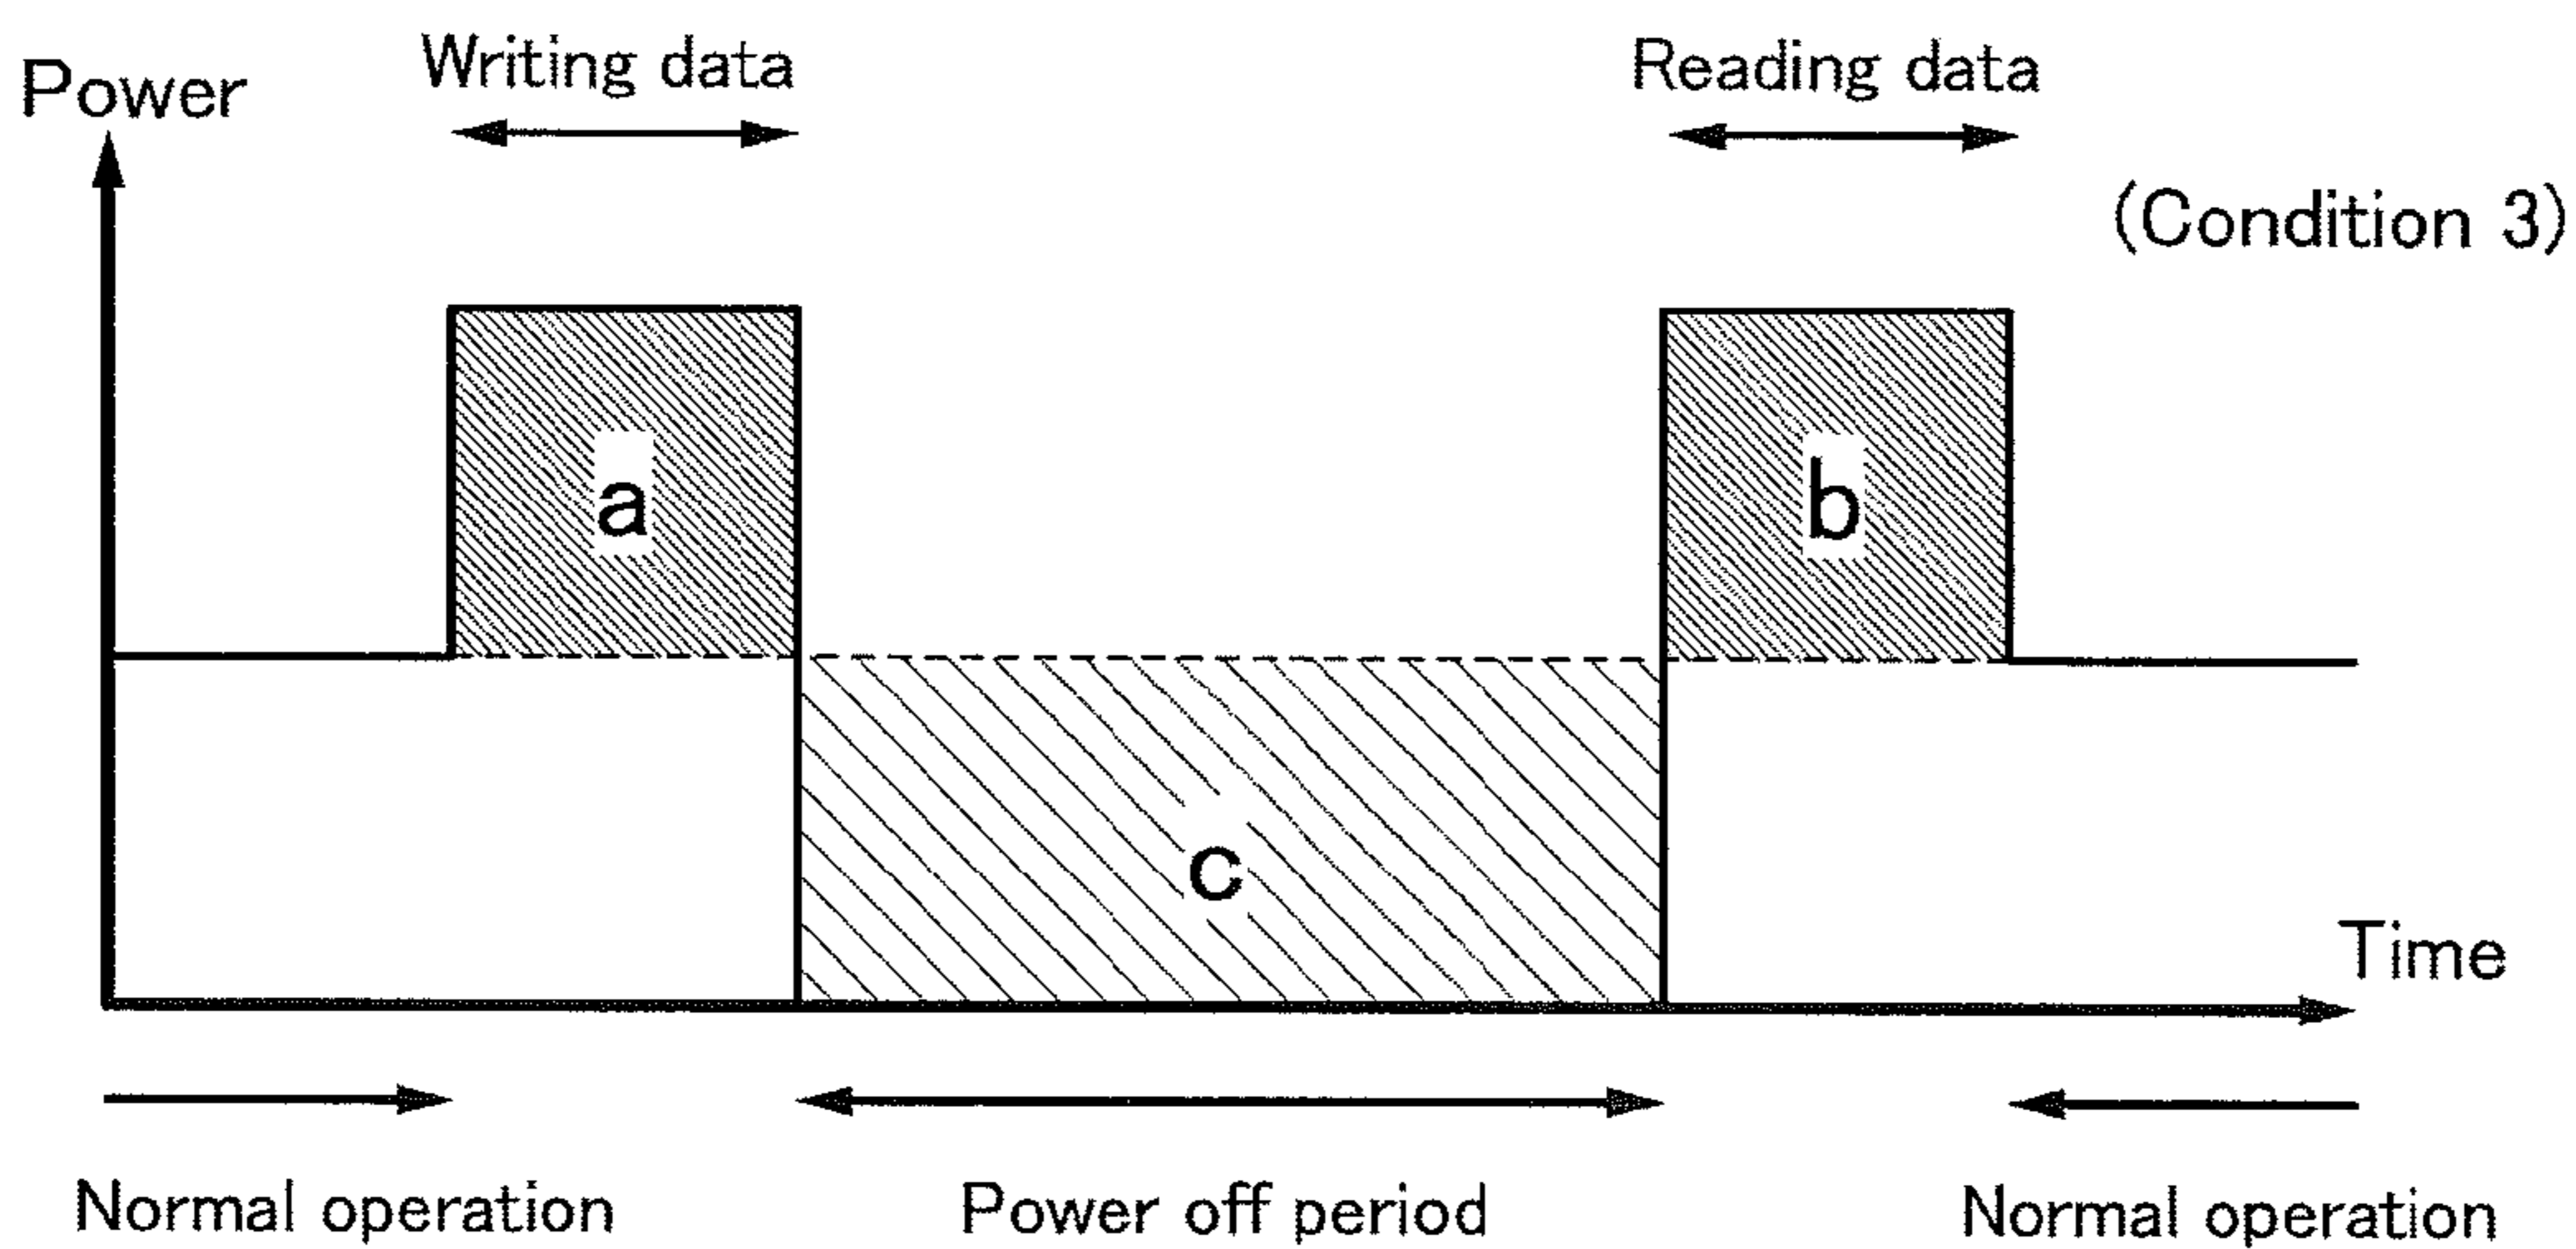 Writing data
Reading data
Power
(Condition 3)
a
b
c
Time
Normal operation
Power off period
Normal operation